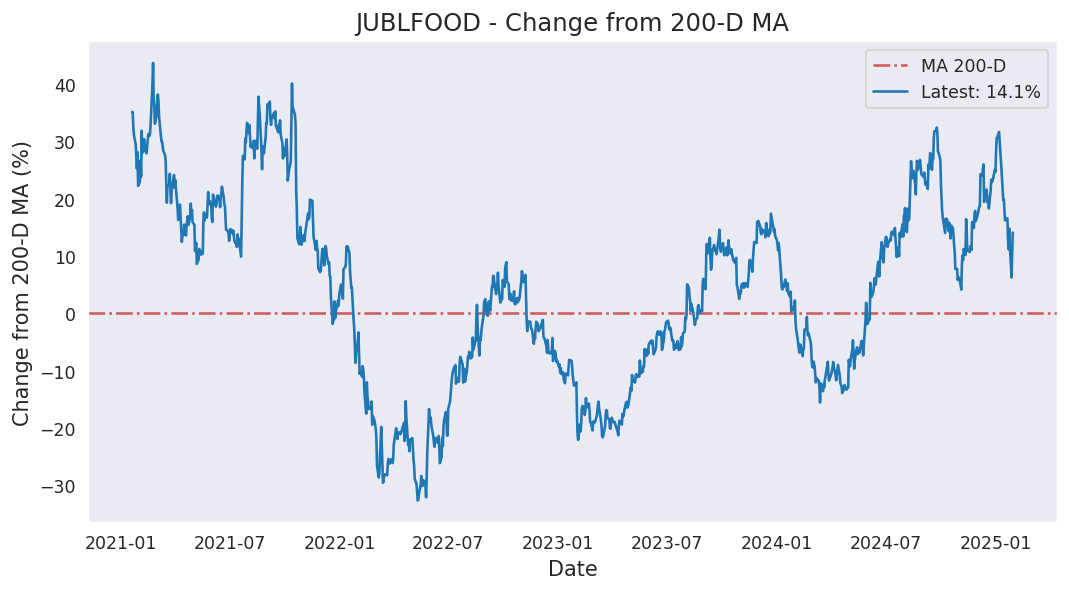 JUBLFOOD - Change from 200-D MA
MA 200-D
Latest: 14.1%
Change from 200-D MA (%)
40
30
20
10
0
−10
−20
−30
2021-01 2021-07 2022-01 2022-07 2023-01 2023-07 2024-01 2024-07 2025-01
Date